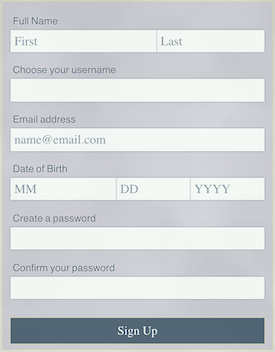 Full Name
First Last
Choose your username
Email address
name@email.com
Date of Birth
MM DD YYYY
Create a password
Confirm your password
Sign Up